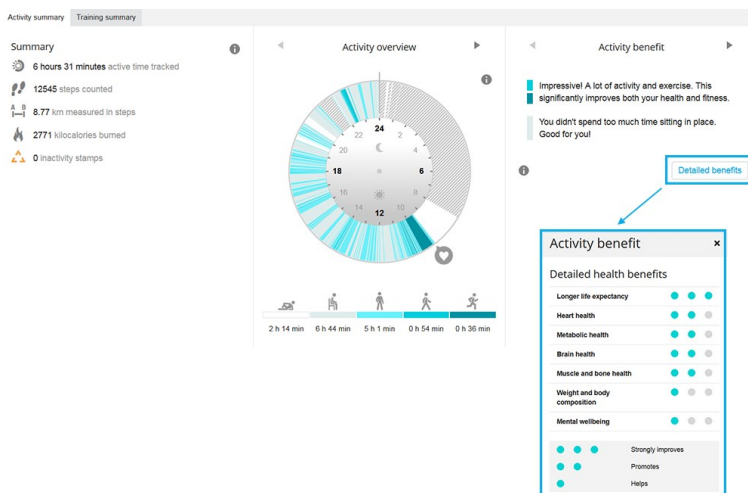 Activity summary
Training summary
Summary
6 hours 31 minutes active time tracked
12545 steps counted
A B
8.77 km measured in steps
2771 kilocalories burned
0 inactivity stamps
Activity overview
24
22
2
20
4
18
6
16
8
14
10
12
2 h 14 min
6 h 44 min
5 h 1 min
0 h 54 min
0 h 36 min
Activity benefit
Impressive! A lot of activity and exercise. This
significantly improves both your health and fitness.
You didn't spend too much time sitting in place.
Good for you!
Detailed benefits
Activity benefit
×
Detailed health benefits
Longer life expectancy
Heart health
Metabolic health
Brain health
Muscle and bone health
Weight and body
composition
Mental wellbeing
Strongly improves
Promotes
Helps